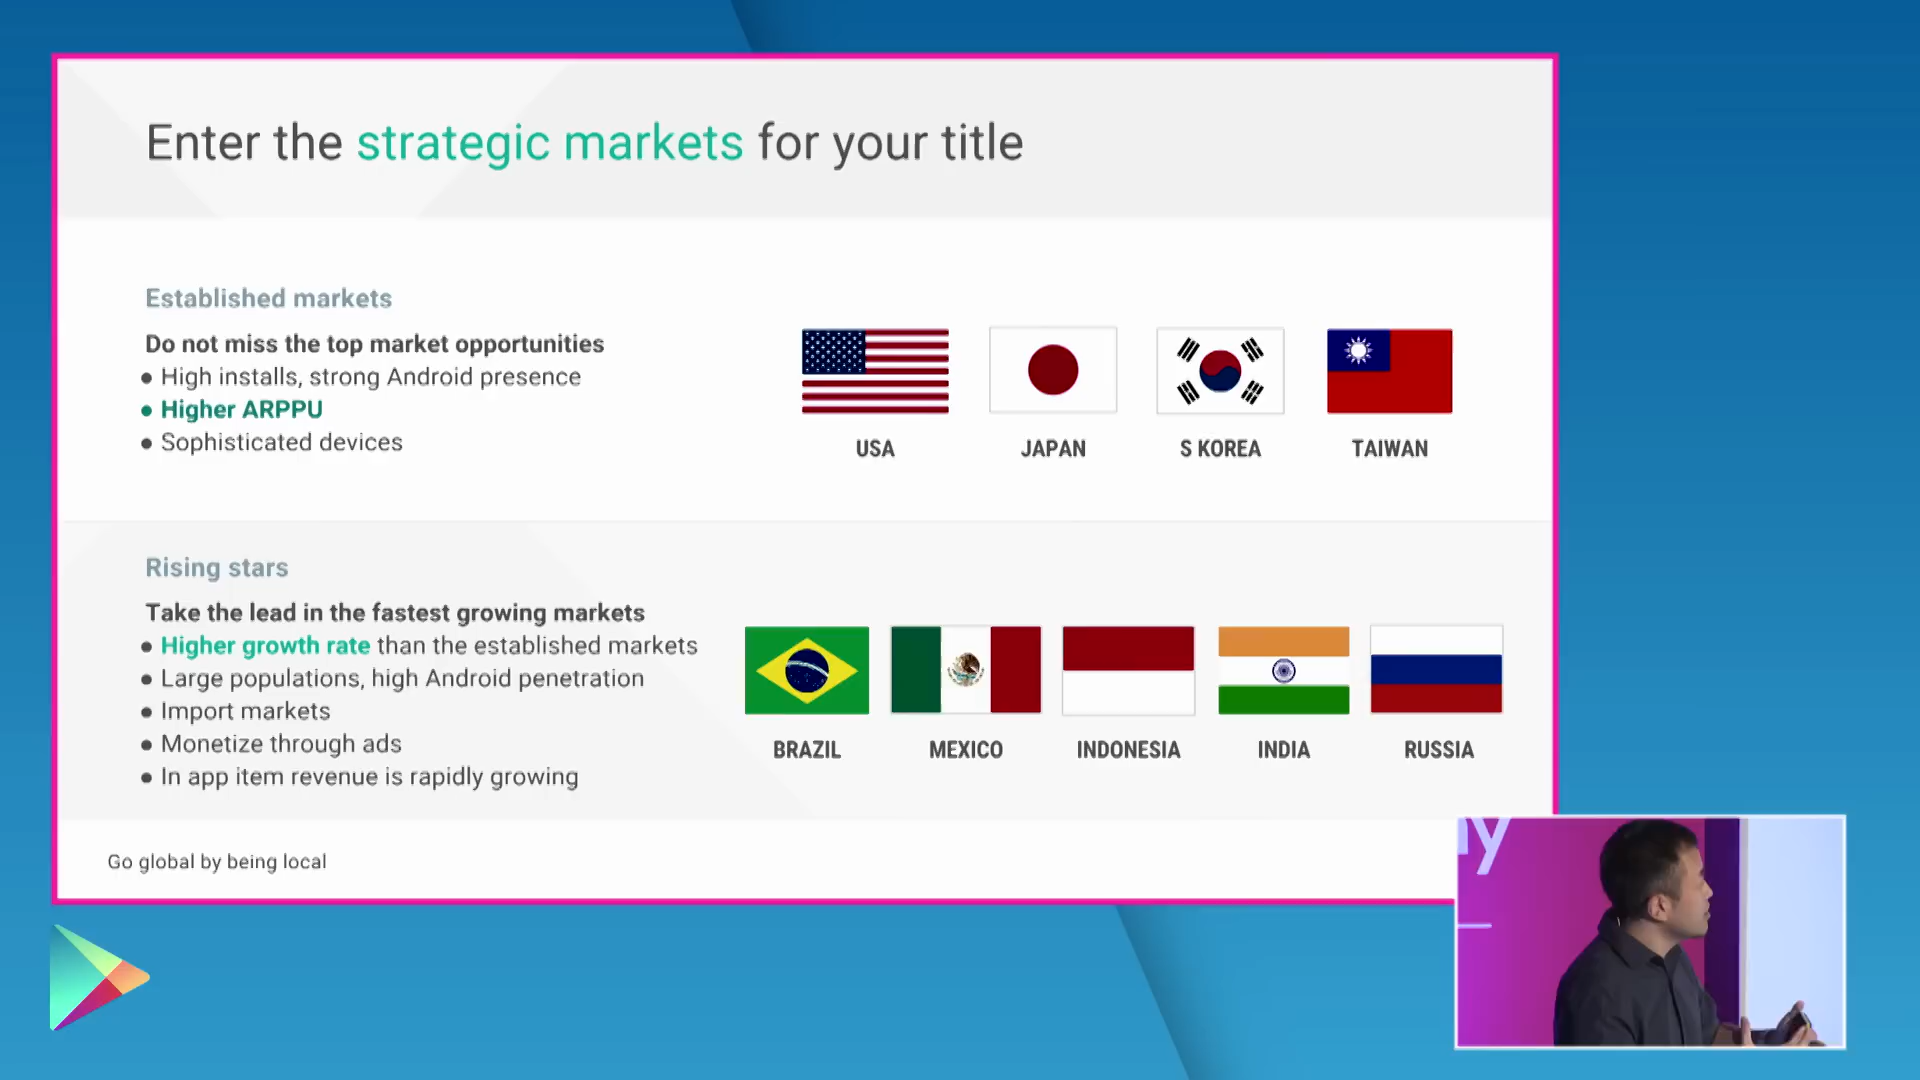 Enter the strategic markets for your title
Established markets
Do not miss the top market opportunities
● High installs, strong Android presence
● Higher ARPPU
● Sophisticated devices
USA
JAPAN
S KOREA
TAIWAN
Rising stars
Take the lead in the fastest growing markets
● Higher growth rate than the established markets
● Large populations, high Android penetration
● Import markets
● Monetize through ads
● In app item revenue is rapidly growing
BRAZIL
MEXICO
INDONESIA
INDIA
RUSSIA
Go global by being local